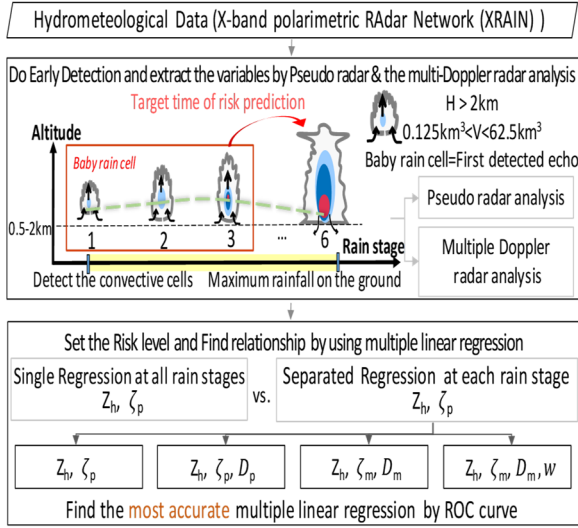 Hydrometeological Data (X-band polarimetric RAdar Network (XRAIN) )
Do Early Detection and extract the variables by Pseudo radar & the multi-Doppler radar analysis
Target time of risk prediction
H > 2km
0.125km³<V<62.5km³
Baby rain cell=First detected echo
Altitude
Baby rain cell
0.5-2km
1 2 3 ... 6
Rain stage
Detect the convective cells
Maximum rainfall on the ground
Pseudo radar analysis
Multiple Doppler
radar analysis
Set the Risk level and Find relationship by using multiple linear regression
Single Regression at all rain stages
Zₕ, ζₚ
vs.
Separated Regression at each rain stage
Zₕ, ζₚ
Zₕ, ζₚ
Zₕ, ζₚ, Dₚ
Zₕ, ζₘ, Dₘ
Zₕ, ζₘ, Dₘ, w
Find the most accurate multiple linear regression by ROC curve